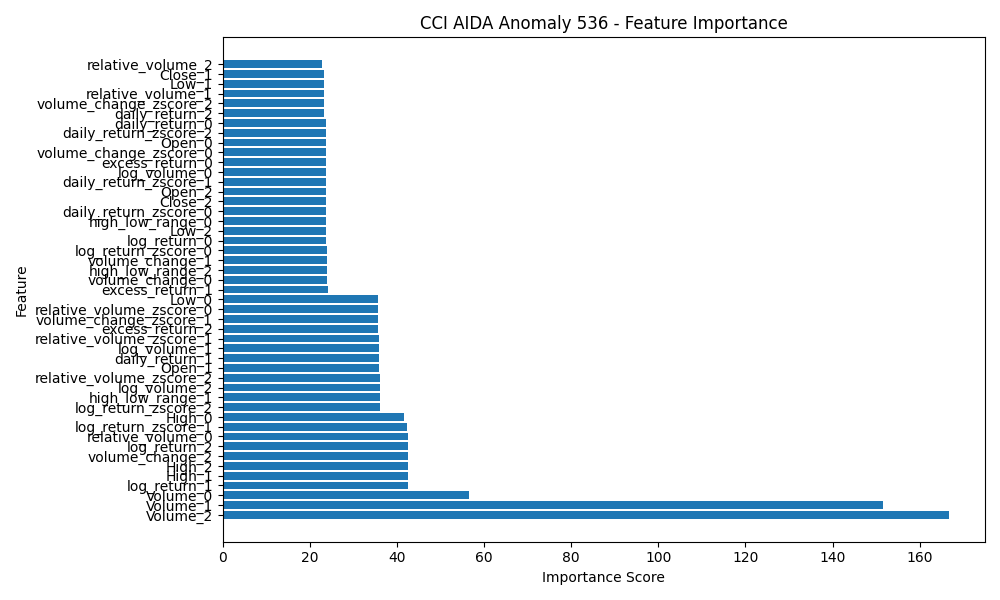 CCI AIDA Anomaly 536 - Feature Importance
relative_volume_2
Close_1
Low_1
relative_volume_1
volume_change_zscore_2
daily_return_2
daily_return_0
daily_return_zscore_2
Open_0
volume_change_zscore_0
excess_return_0
log_volume_0
daily_return_zscore_1
Open_2
Close_2
daily_return_zscore_0
high_low_range_0
Low_2
log_return_0
log_return_zscore_0
volume_change_1
high_low_range_2
volume_change_0
excess_return_1
Low_0
relative_volume_zscore_0
volume_change_zscore_1
excess_return_2
relative_volume_zscore_1
log_volume_1
daily_return_1
Open_1
relative_volume_zscore_2
log_volume_2
high_low_range_1
log_return_zscore_2
High_0
log_return_zscore_1
relative_volume_0
log_return_2
volume_change_2
High_2
High_1
log_return_1
Volume_0
Volume_1
Volume_2
Feature
0 20 40 60 80 100 120 140 160
Importance Score